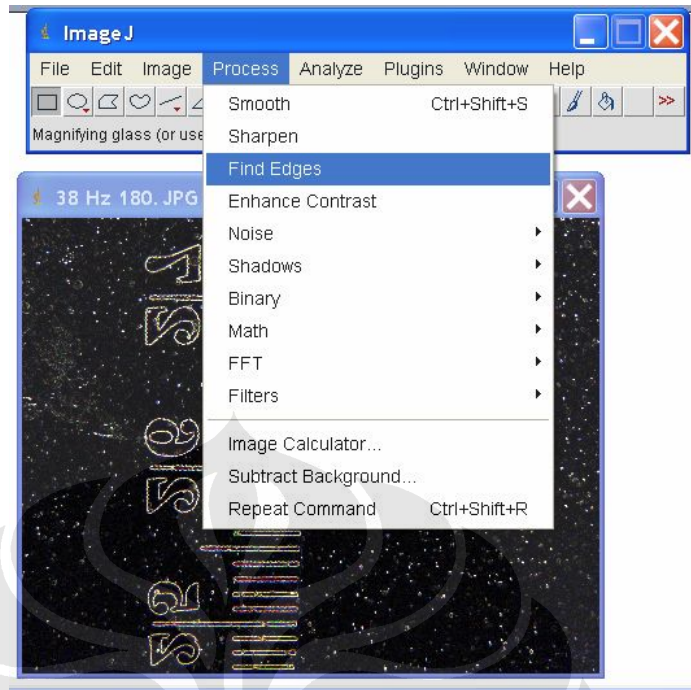 ImageJ
File Edit Image Process Analyze Plugins Window Help
>>
Magnifying glass (or use
Smooth Ctrl+Shift+S
Sharpen
Find Edges
Enhance Contrast
Noise
Shadows
Binary
Math
FFT
Filters
Image Calculator...
Subtract Background...
Repeat Command Ctrl+Shift+R
38 Hz 180.JPG